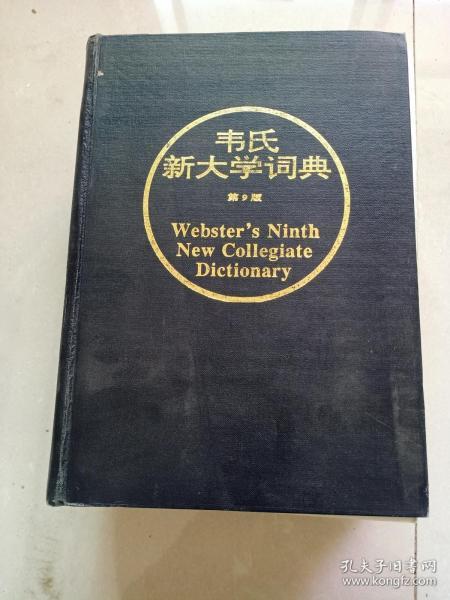 韦氏
新大学词典
第9版
Webster's Ninth
New Collegiate
Dictionary
孔夫子旧书网
www.kongfz.com